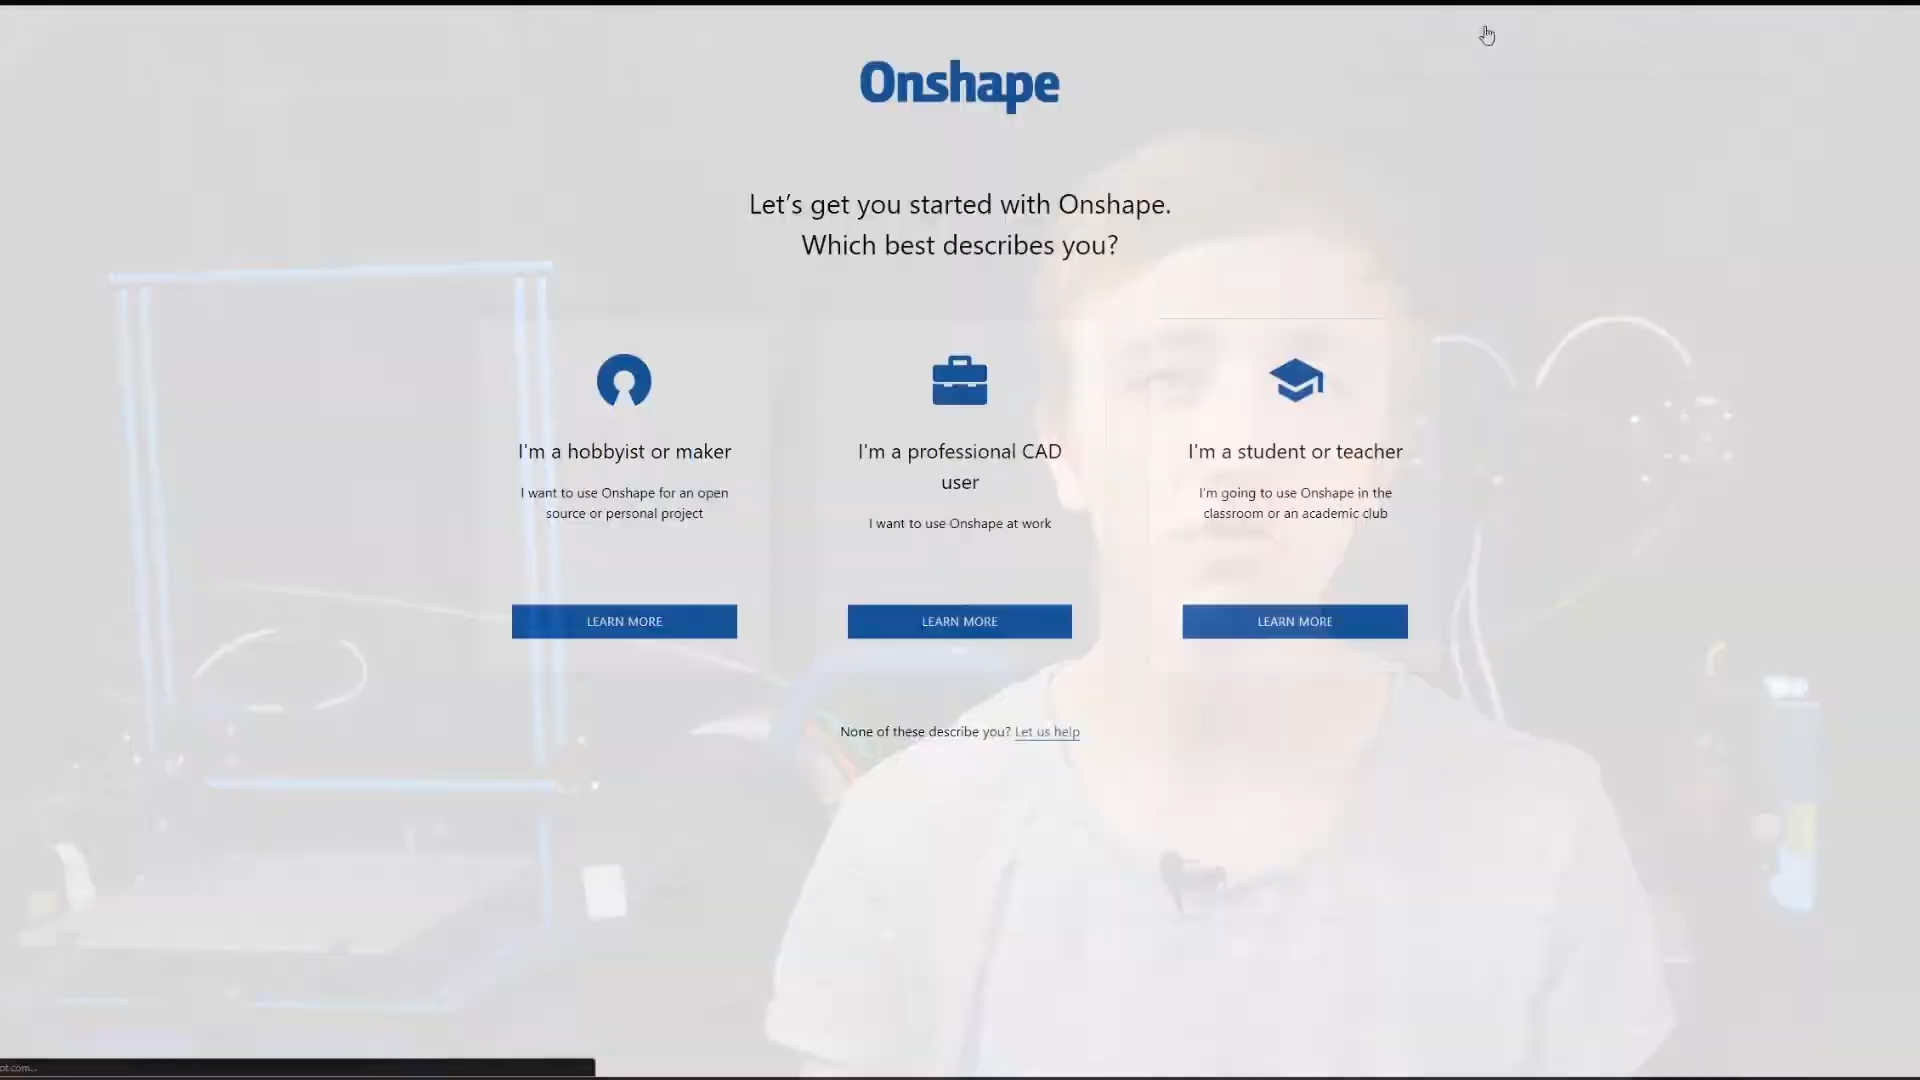 Onshape
Let’s get you started with Onshape.
Which best describes you?
I'm a hobbyist or maker
I want to use Onshape for an open
source or personal project
LEARN MORE
I'm a professional CAD
user
I want to use Onshape at work
LEARN MORE
I'm a student or teacher
I'm going to use Onshape in the
classroom or an academic club
LEARN MORE
None of these describe you? Let us help